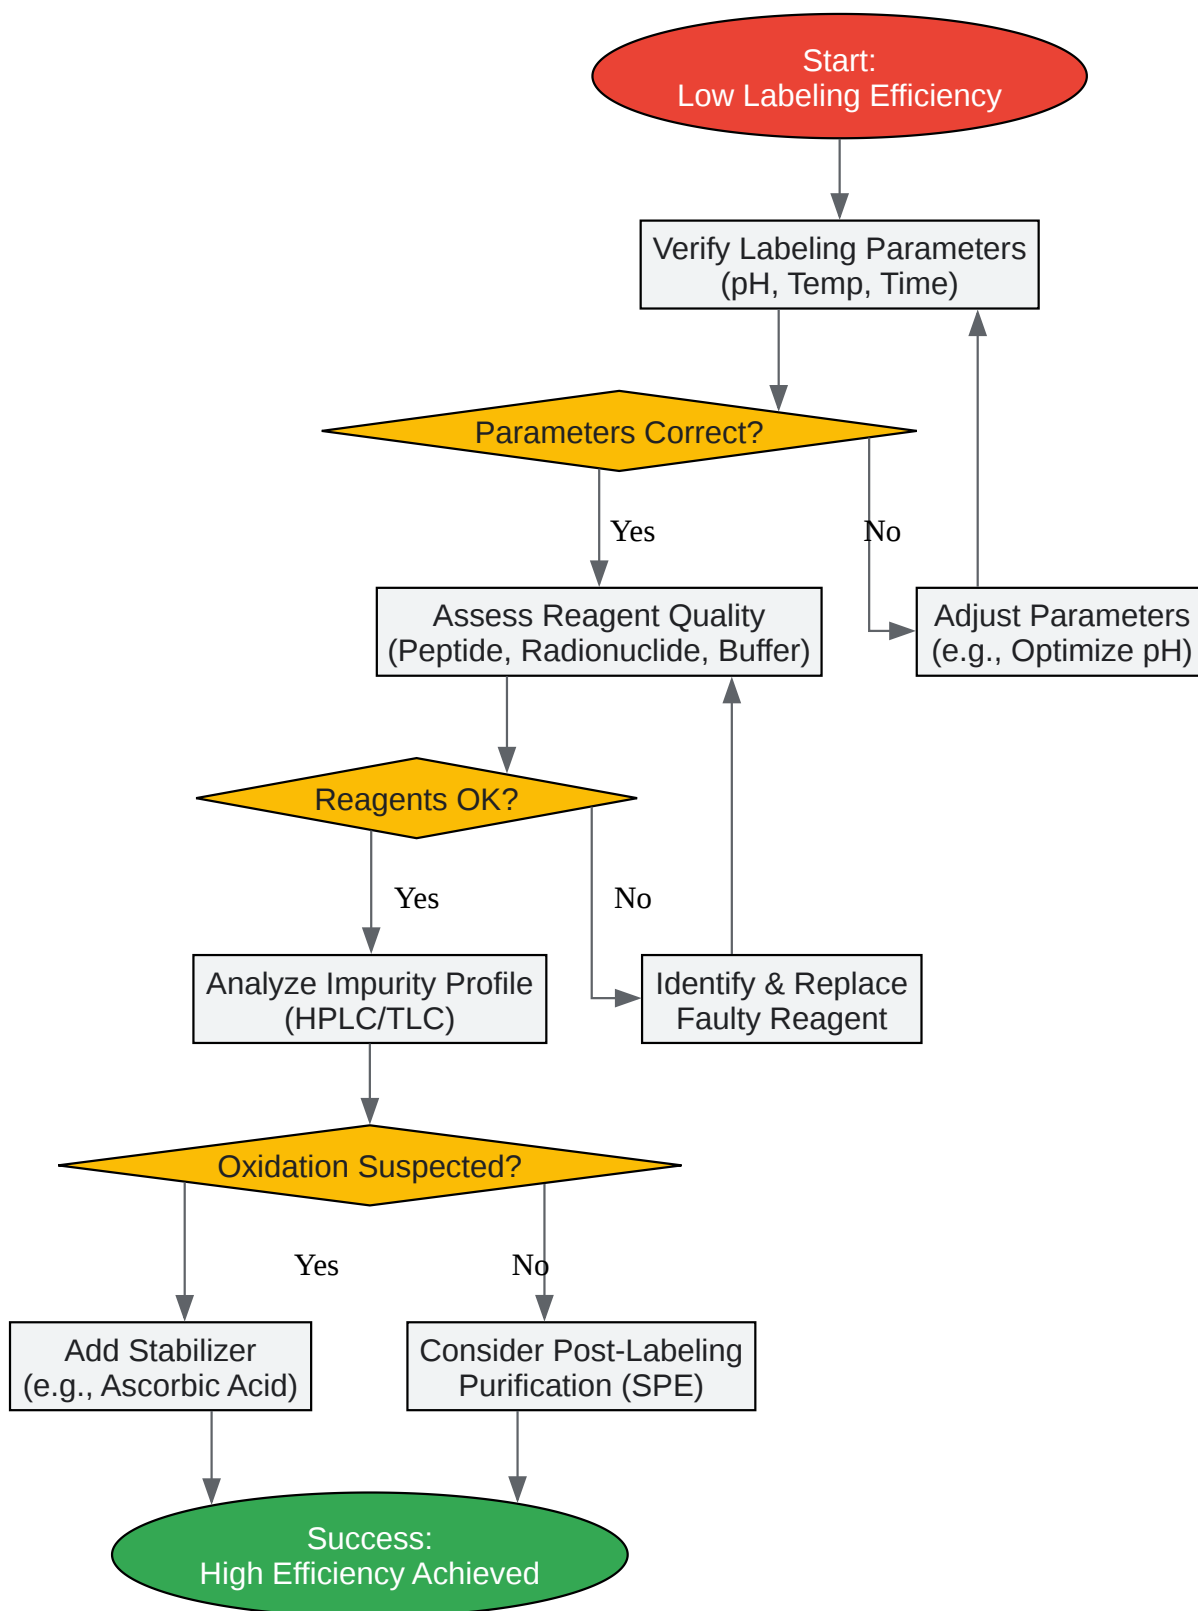 Start:
Low Labeling Efficiency
Verify Labeling Parameters
(pH, Temp, Time)
Parameters Correct?
Yes
No
Assess Reagent Quality
(Peptide, Radionuclide, Buffer)
Adjust Parameters
(e.g., Optimize pH)
Reagents OK?
Yes
No
Analyze Impurity Profile
(HPLC/TLC)
Identify & Replace
Faulty Reagent
Oxidation Suspected?
Yes
No
Add Stabilizer
(e.g., Ascorbic Acid)
Consider Post-Labeling
Purification (SPE)
Success:
High Efficiency Achieved